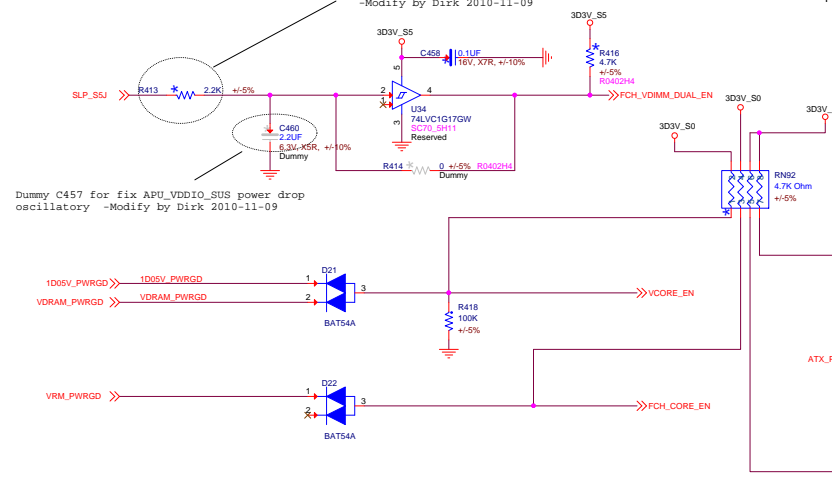 -Modify by Dirk 2010-11-09
3D3V_S5
3D3V_S5
C458
0.1UF
16V, X7R, +/-10%
R416
4.7K
+/-5%
R0402H4
SLP_S5J
R413
2.2K
+/-5%
2
1
5
4
3
U34
74LVC1G17GW
SC70_5H11
Reserved
FCH_VDIMM_DUAL_EN
C460
2.2UF
6.3V, X5R, +/-10%
Dummy
R414
0
+/-5%
R0402H4
Dummy
3D3V_S0
3D3V_S0
3D3V_
RN92
4.7K Ohm
+/-5%
Dummy C457 for fix APU_VDDIO_SUS power drop
oscillatory -Modify by Dirk 2010-11-09
1D05V_PWRGD
1D05V_PWRGD
VDRAM_PWRGD
VDRAM_PWRGD
D21
1
2
3
BAT54A
VCORE_EN
R418
100K
+/-5%
VRM_PWRGD
D22
1
2
3
BAT54A
FCH_CORE_EN
ATX_